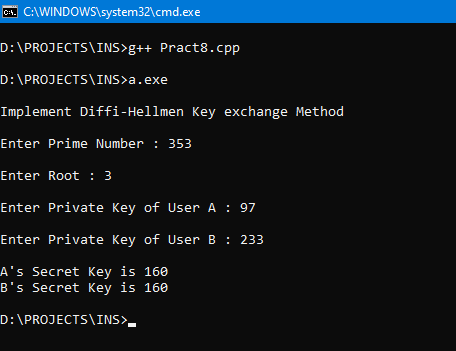 C:\WINDOWS\system32\cmd.exe
D:\PROJECTS\INS>g++ Pract8.cpp
D:\PROJECTS\INS>a.exe
Implement Diffi-Hellmen Key exchange Method
Enter Prime Number : 353
Enter Root : 3
Enter Private Key of User A : 97
Enter Private Key of User B : 233
A's Secret Key is 160
B's Secret Key is 160
D:\PROJECTS\INS>